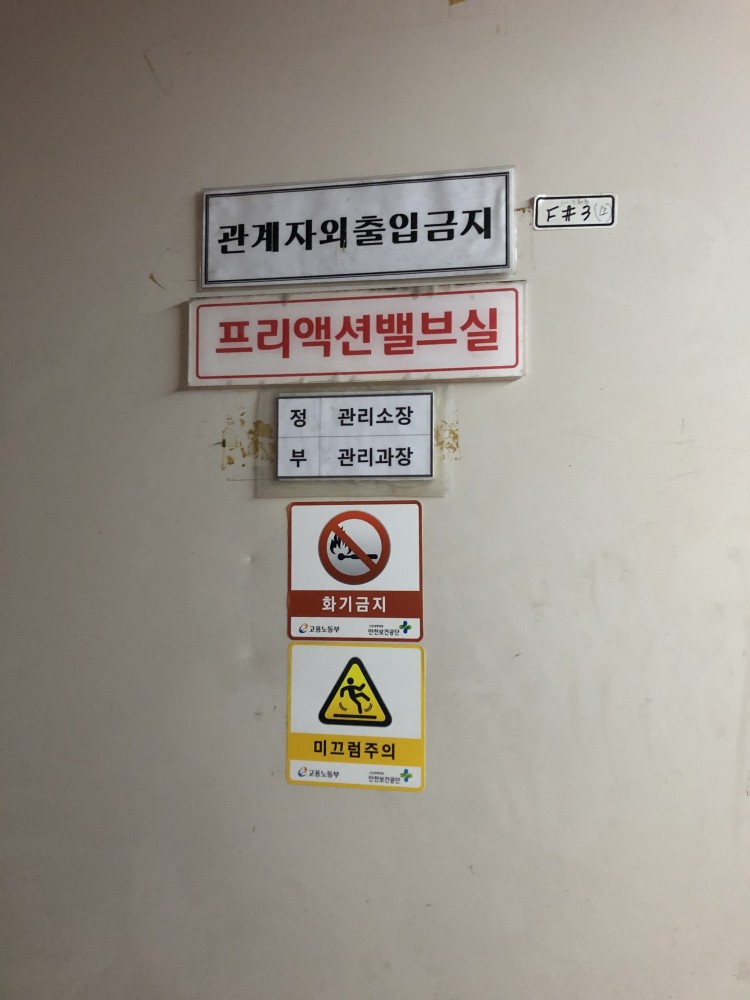 관계자외출입금지
F#3
프리액션밸브실
정 관리소장
부 관리과장
화기금지
고용노동부 안전보건공단
미끄럼주의
고용노동부 안전보건공단